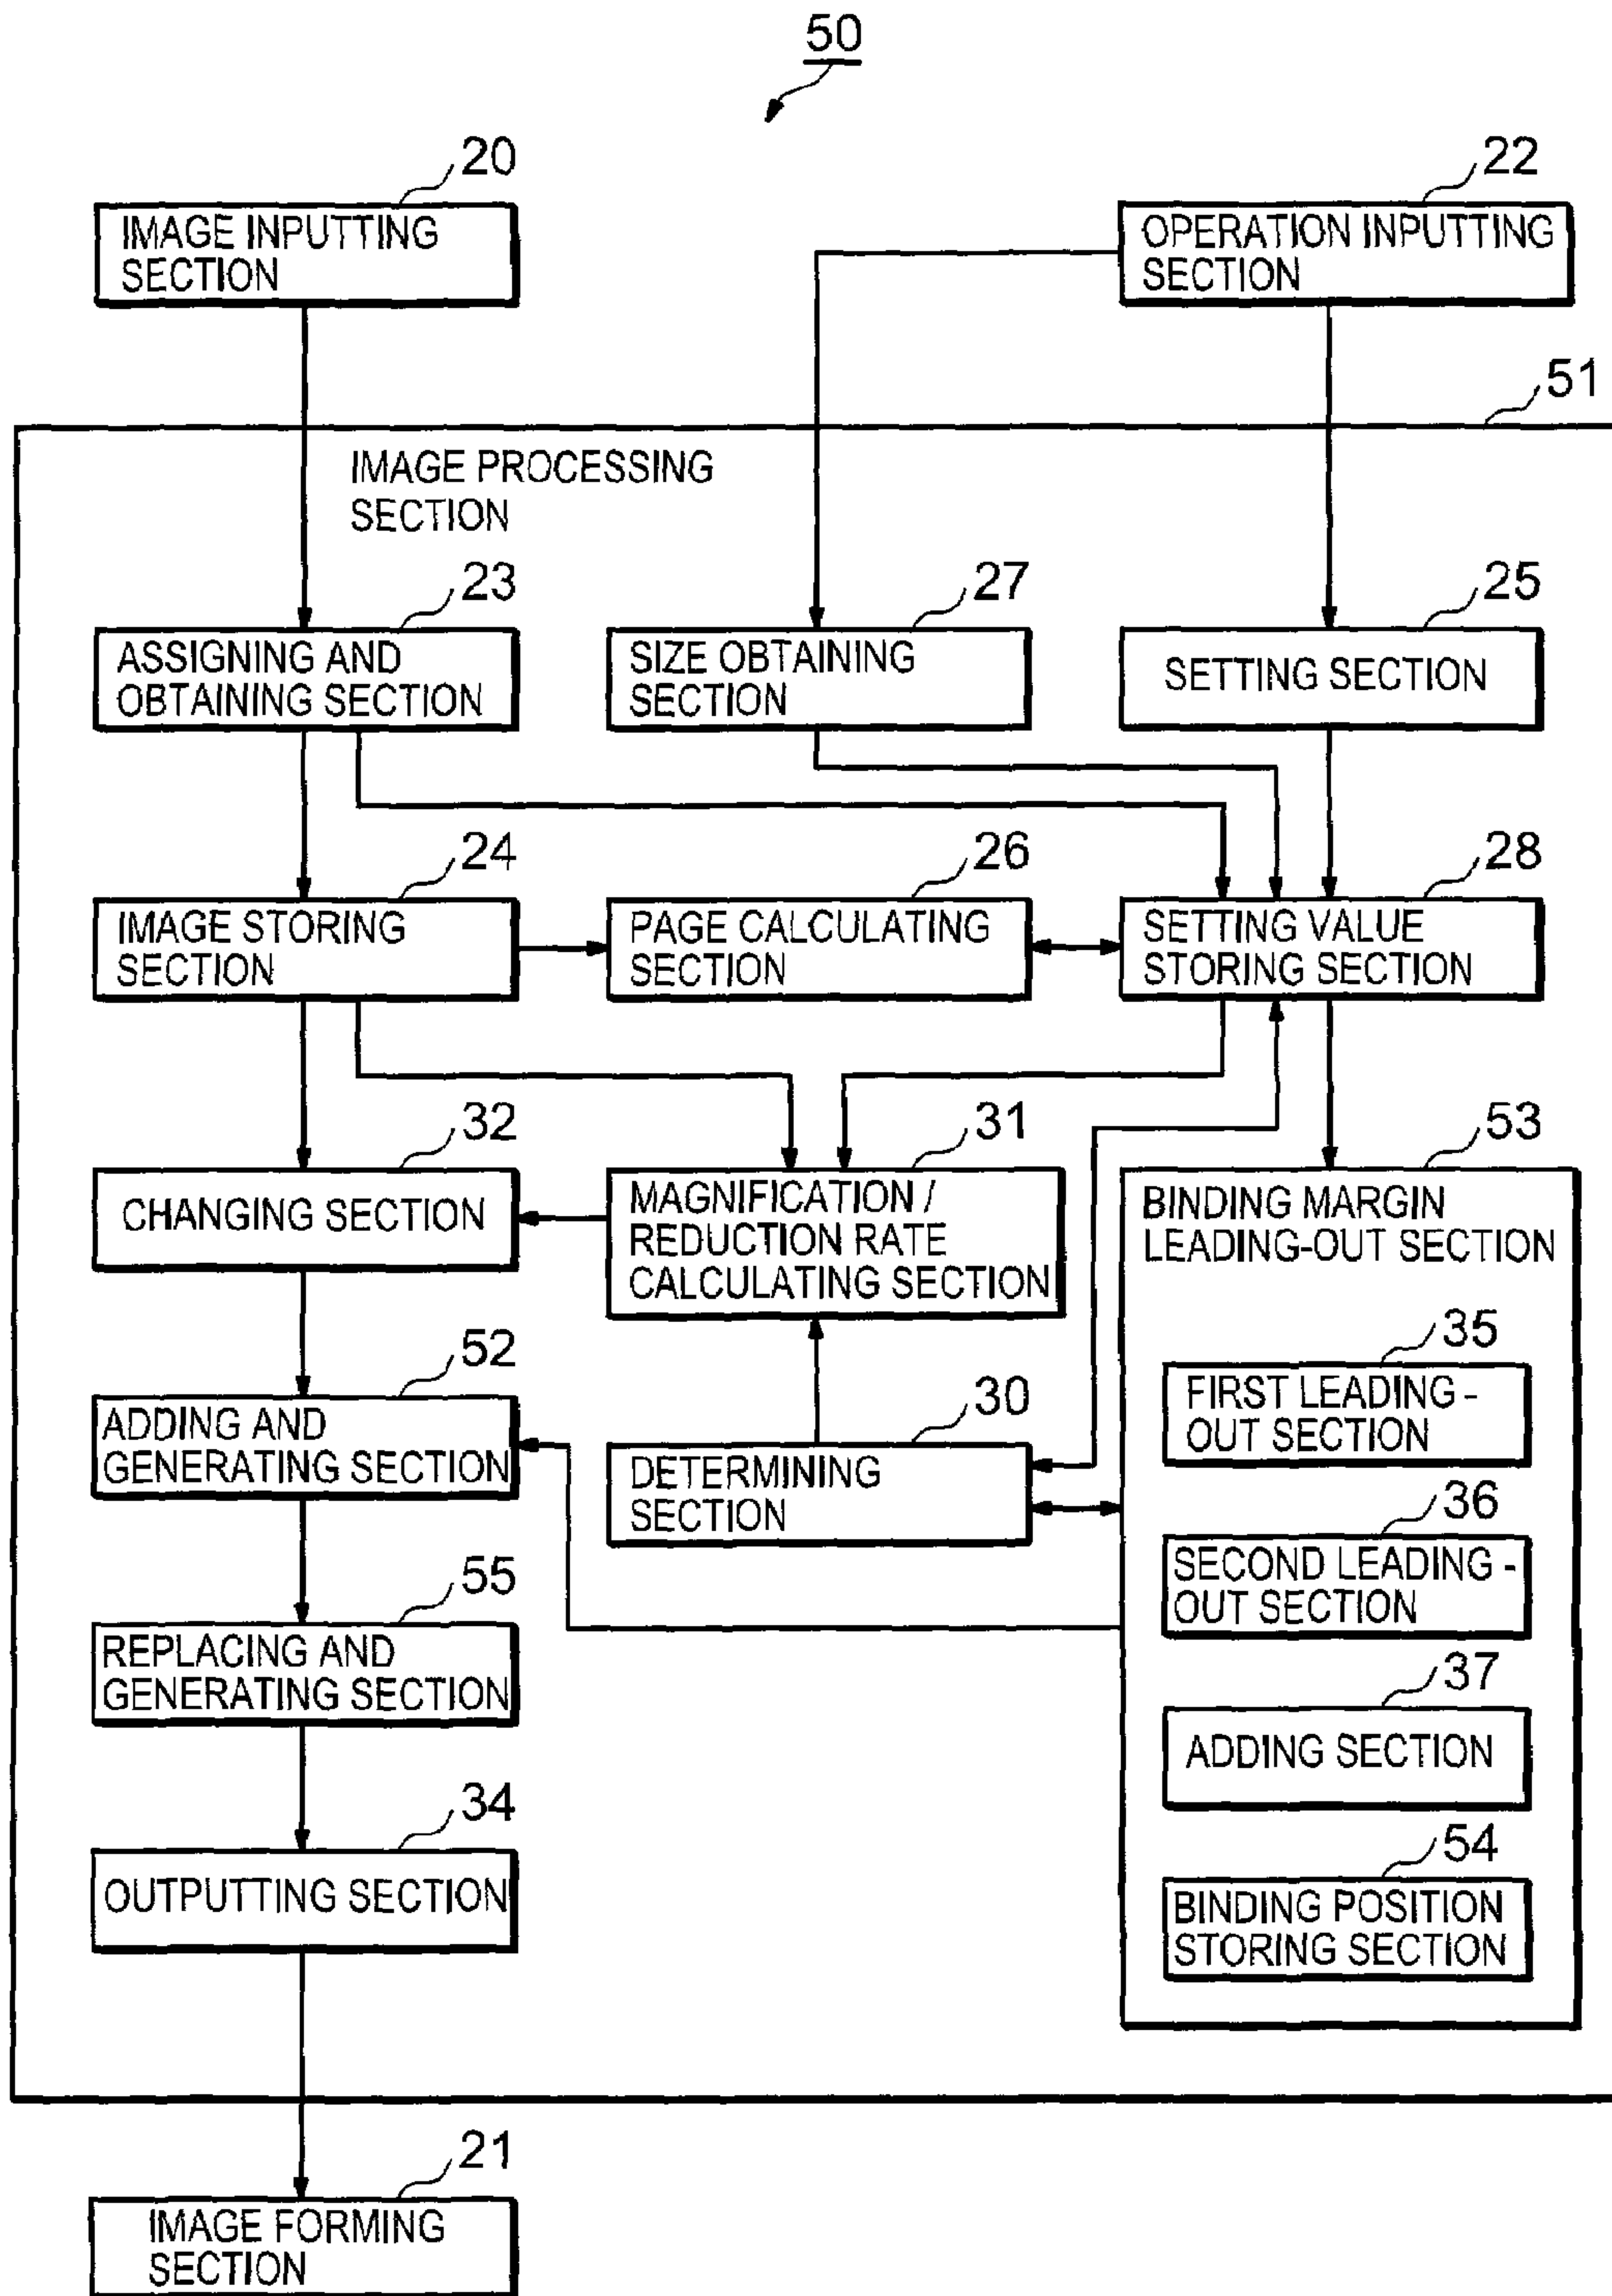 50
20
IMAGE INPUTTING
SECTION
22
OPERATION INPUTTING
SECTION
51
IMAGE PROCESSING
SECTION
23
ASSIGNING AND
OBTAINING SECTION
27
SIZE OBTAINING
SECTION
25
SETTING SECTION
24
IMAGE STORING
SECTION
26
PAGE CALCULATING
SECTION
28
SETTING VALUE
STORING SECTION
32
CHANGING SECTION
31
MAGNIFICATION /
REDUCTION RATE
CALCULATING SECTION
53
BINDING MARGIN
LEADING-OUT SECTION
35
FIRST LEADING -
OUT SECTION
52
ADDING AND
GENERATING SECTION
30
DETERMINING
SECTION
36
SECOND LEADING -
OUT SECTION
55
REPLACING AND
GENERATING SECTION
37
ADDING SECTION
34
OUTPUTTING SECTION
54
BINDING POSITION
STORING SECTION
21
IMAGE FORMING
SECTION